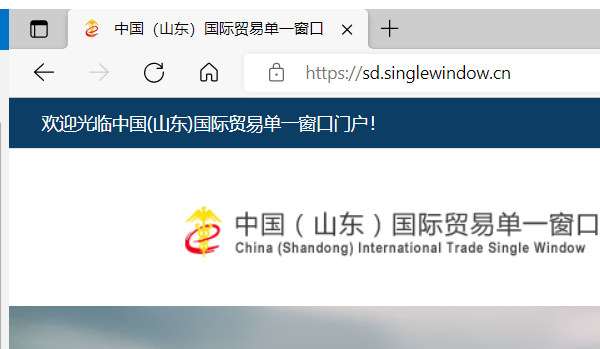 中国（山东）国际贸易单一窗口
https://sd.singlewindow.cn
欢迎光临中国(山东)国际贸易单一窗口门户！
中国（山东）国际贸易单一窗口
China (Shandong) International Trade Single Window